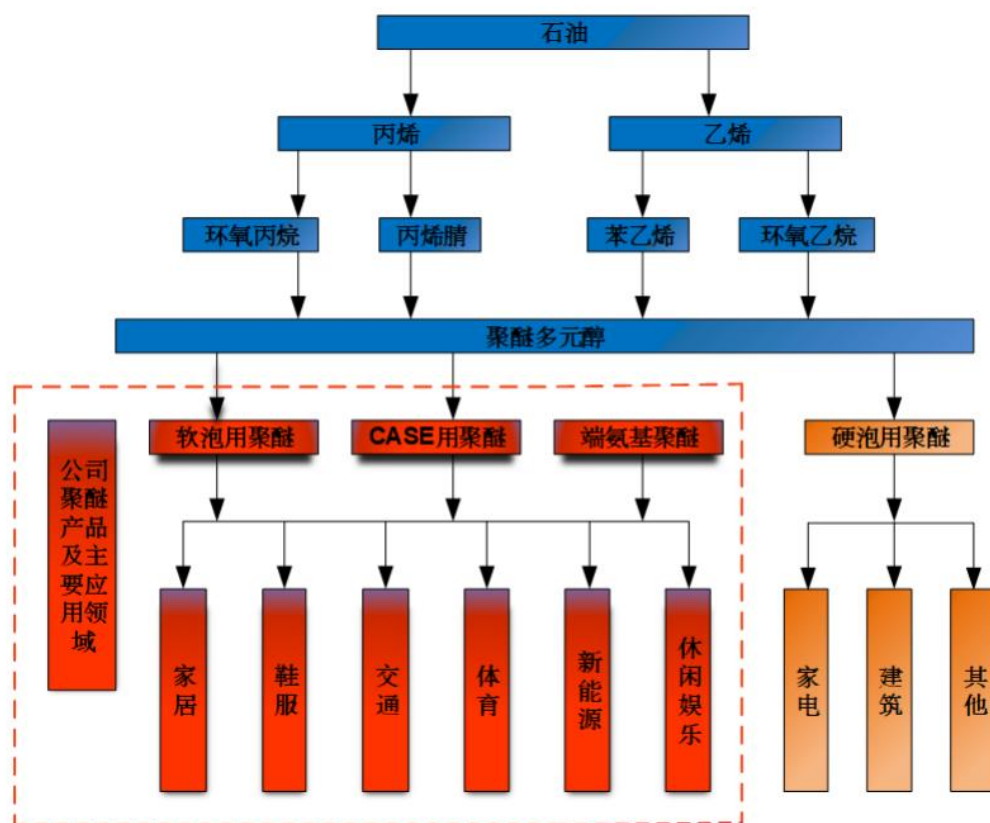 石油
丙烯
乙烯
环氧丙烷
丙烯腈
苯乙烯
环氧乙烷
聚醚多元醇
软泡用聚醚
CASE用聚醚
端氨基聚醚
硬泡用聚醚
公司
聚醚
产品
及主
要应
用领
域
家居
鞋服
交通
体育
新能源
休闲娱乐
家电
建筑
其他